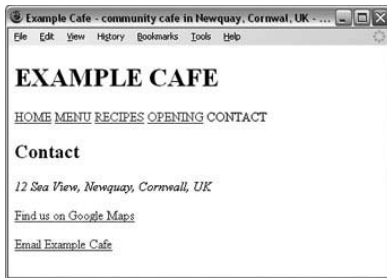 Example Cafe - community cafe in Newquay, Cornwal, UK - ...
File Edit View History Bookmarks Tools Help
EXAMPLE CAFE
HOME MENU RECIPES OPENING CONTACT
Contact
12 Sea View, Newquay, Cornwall, UK
Find us on Google Maps
Email Example Cafe